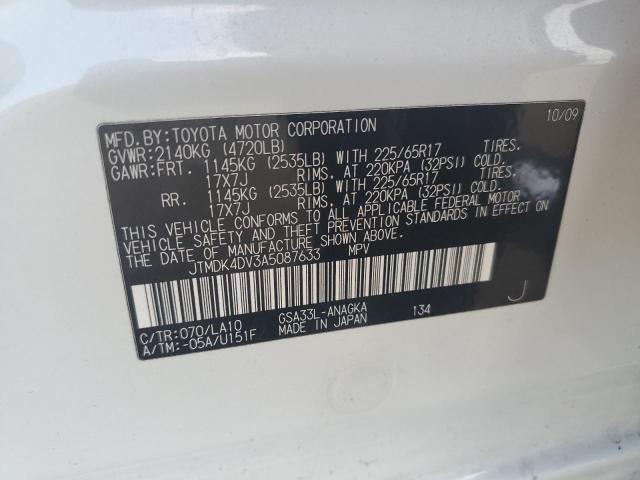 MFD.BY:TOYOTA MOTOR CORPORATION 10/09
GVWR:2140KG (4720LB)
GAWR:FRT. 1145KG (2535LB) WITH 225/65R17 TIRES.
17X7J RIMS. AT 220KPA (32PSI) COLD.
RR. 1145KG (2535LB) WITH 225/65R17 TIRES.
17X7J RIMS. AT 220KPA (32PSI) COLD.
THIS VEHICLE CONFORMS TO ALL APPLICABLE FEDERAL MOTOR
VEHICLE SAFETY AND THEFT PREVENTION STANDARDS IN EFFECT ON
THE DATE OF MANUFACTURE SHOWN ABOVE.
JTMDK4DV3A5087633 MPV
C/TR:070/LA10 GSA33L-ANAGKA 134 J
A/TM:-05A/U151F MADE IN JAPAN